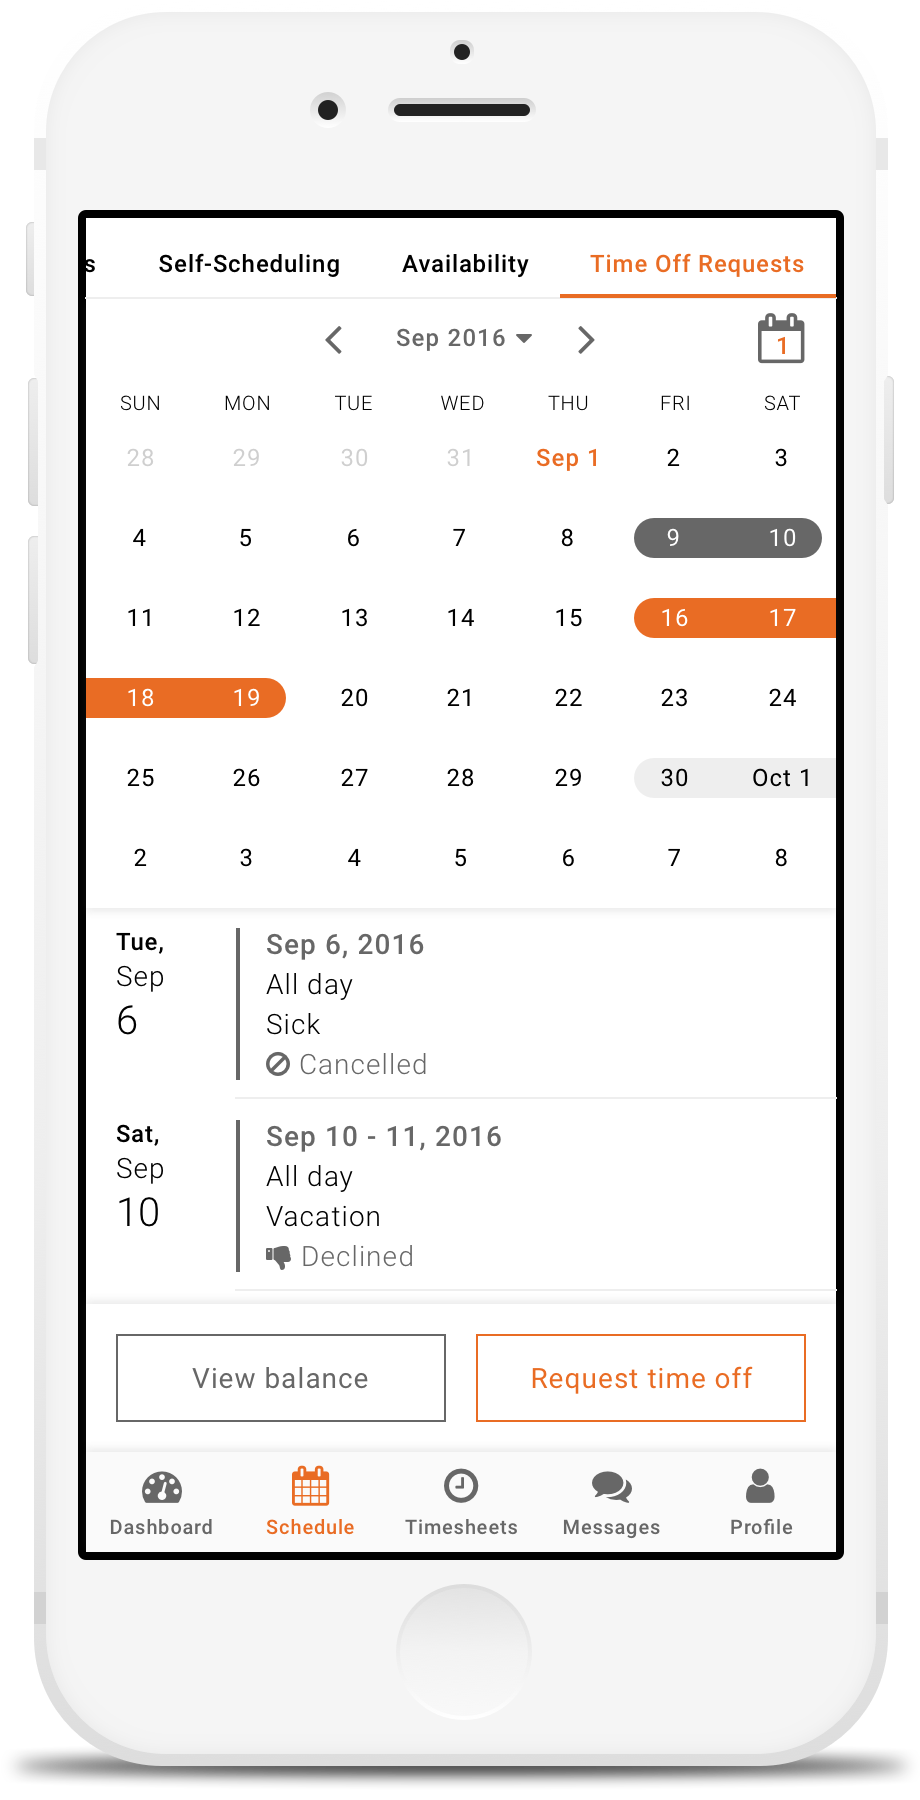 s Self-Scheduling Availability Time Off Requests
Sep 2016 1
SUN MON TUE WED THU FRI SAT
28 29 30 31 Sep 1 2 3
4 5 6 7 8 9 10
11 12 13 14 15 16 17
18 19 20 21 22 23 24
25 26 27 28 29 30 Oct 1
2 3 4 5 6 7 8
Tue,
Sep
6
Sep 6, 2016
All day
Sick
Cancelled
Sat,
Sep
10
Sep 10 - 11, 2016
All day
Vacation
Declined
View balance Request time off
Dashboard Schedule Timesheets Messages Profile